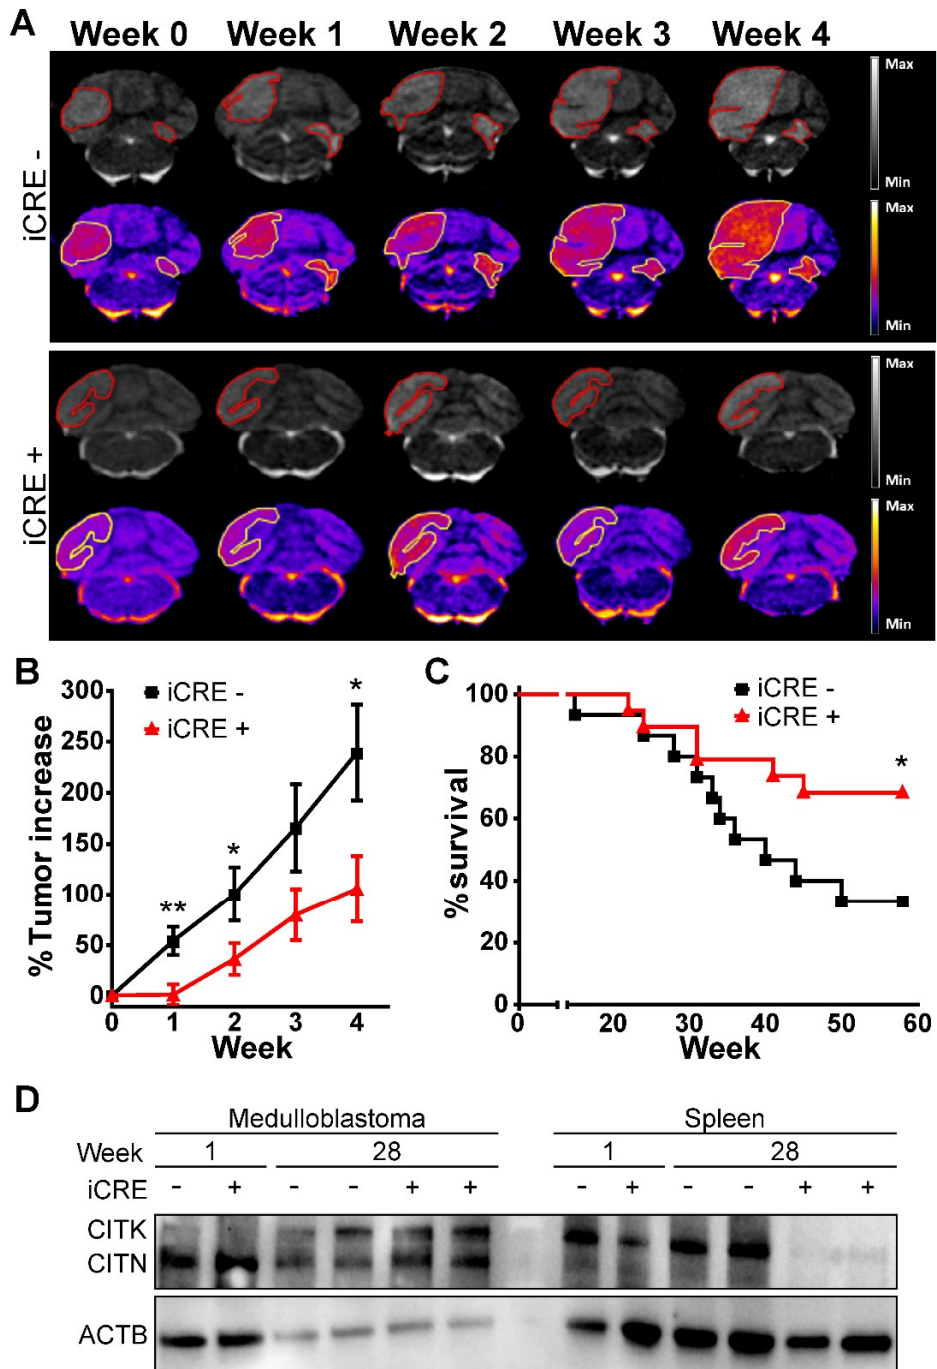 A
Week 0 Week 1 Week 2 Week 3 Week 4
iCRE -
Max
Min
Max
Min
iCRE +
Max
Min
Max
Min
B
% Tumor increase
300
250
200
150
100
50
0
iCRE -
iCRE +
** * *
0 1 2 3 4
Week
C
% survival
100
80
60
40
20
0
iCRE -
iCRE +
*
0 20 30 40 50 60
Week
D
Medulloblastoma Spleen
Week 1 28 1 28
iCRE - + - - + + - + - - + +
CITK
CITN
ACTB